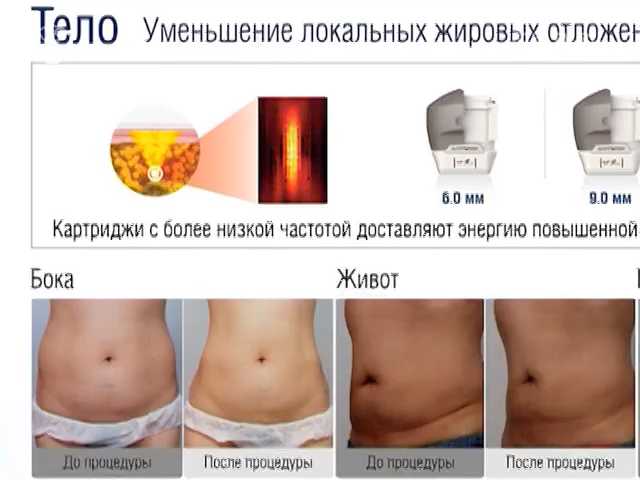 Тело Уменьшение локальных жировых отложен
6.0 мм 9.0 мм
Картриджи с более низкой частотой доставляют энергию повышенной
Бока Живот
До процедуры После процедуры До процедуры После процедуры